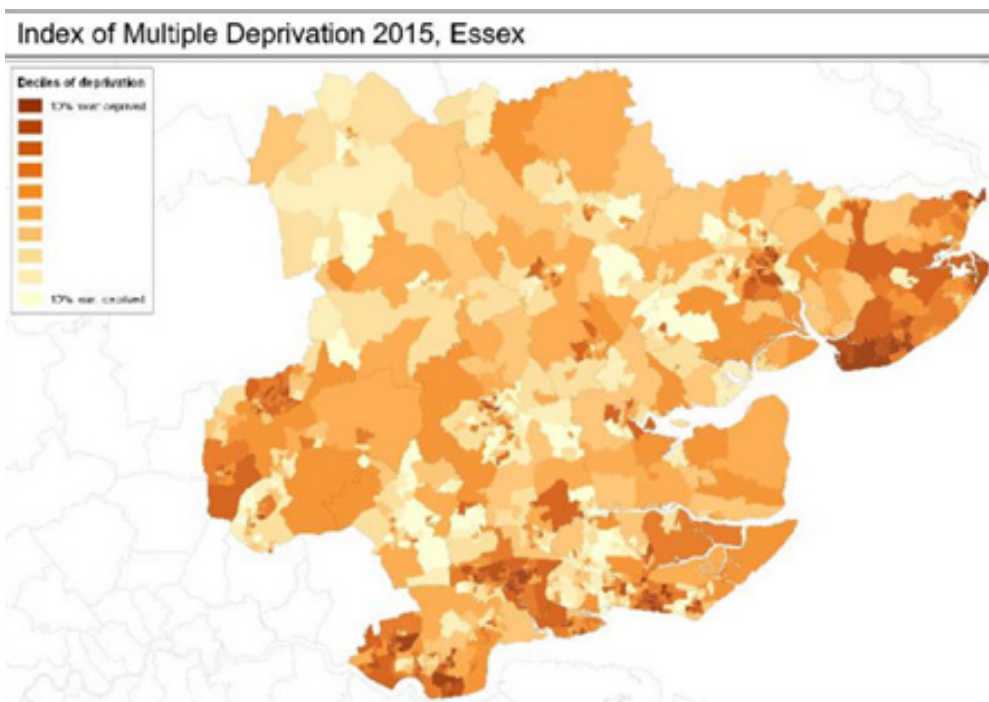 Index of Multiple Deprivation 2015, Essex
Deciles of deprivation
10% most deprived
10% least deprived